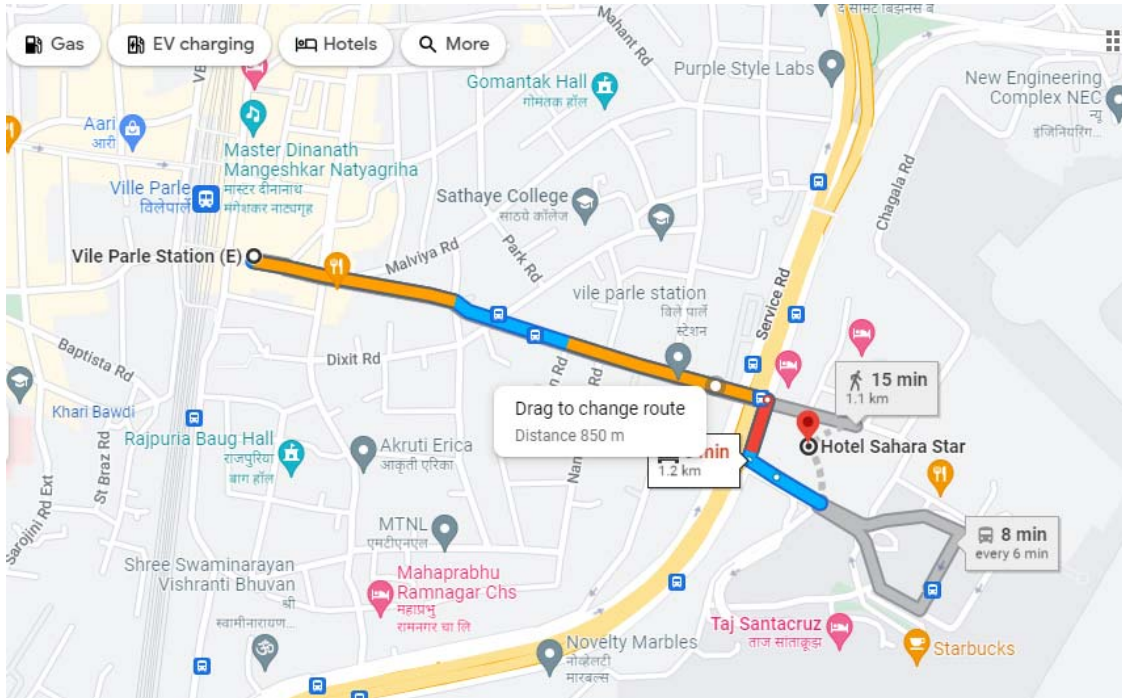 Gas
EV charging
Hotels
More
Mahant Rd
Purple Style Labs
Gomantak Hall
गोमंतक हॉल
New Engineering
Complex NEC
न्यू
इंजिनियरिंग...
Aari
आरी
Master Dinanath
Mangeshkar Natyagriha
मास्टर दीनानाथ
मंगेशकर नाट्यगृह
Ville Parle
विलेपार्ले
Sathaye College
साठ्ये कॉलेज
Chagala Rd
Vile Parle Station (E)
Malviya Rd
Park Rd
vile parle station
विले पार्ले
स्टेशन
Service Rd
Baptista Rd
Dixit Rd
15 min
1.1 km
Drag to change route
Distance 850 m
Khari Bawdi
St Braz Rd
Rajpuria Baug Hall
राजपुरिया
बाग हॉल
Akruti Erica
आकृती एरिका
min
1.2 km
Hotel Sahara Star
Sarojini Rd Ext
MTNL
एमटीएनएल
8 min
every 6 min
Shree Swaminarayan
Vishranti Bhuvan
श्री
स्वामीनारायण...
Mahaprabhu
Ramnagar Chs
महाप्रभु
रामनगर चा लि
Taj Santacruz
ताज सांताक्रूझ
Novelty Marbles
नोव्हेलटी
मारबल्स
Starbucks